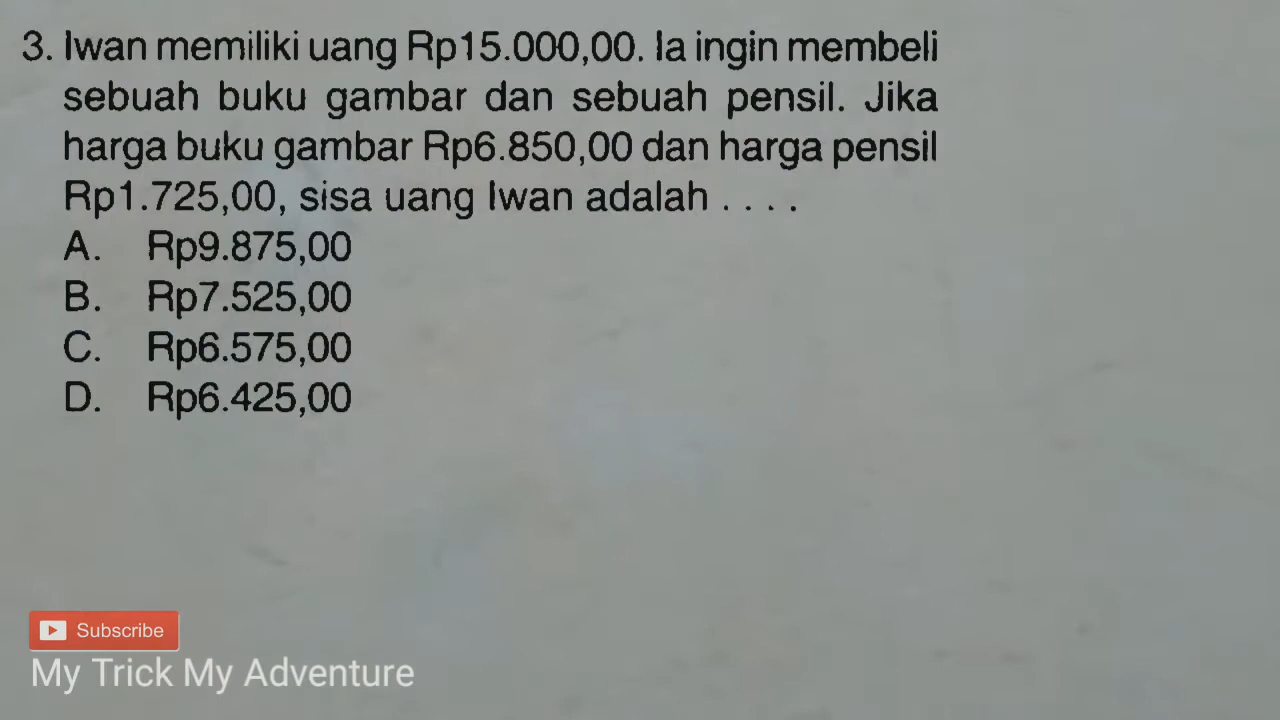 3. Iwan memiliki uang Rp15.000,00. Ia ingin membeli
sebuah buku gambar dan sebuah pensil. Jika
harga buku gambar Rp6.850,00 dan harga pensil
Rp1.725,00, sisa uang Iwan adalah . . . .
A. Rp9.875,00
B. Rp7.525,00
C. Rp6.575,00
D. Rp6.425,00
Subscribe
My Trick My Adventure